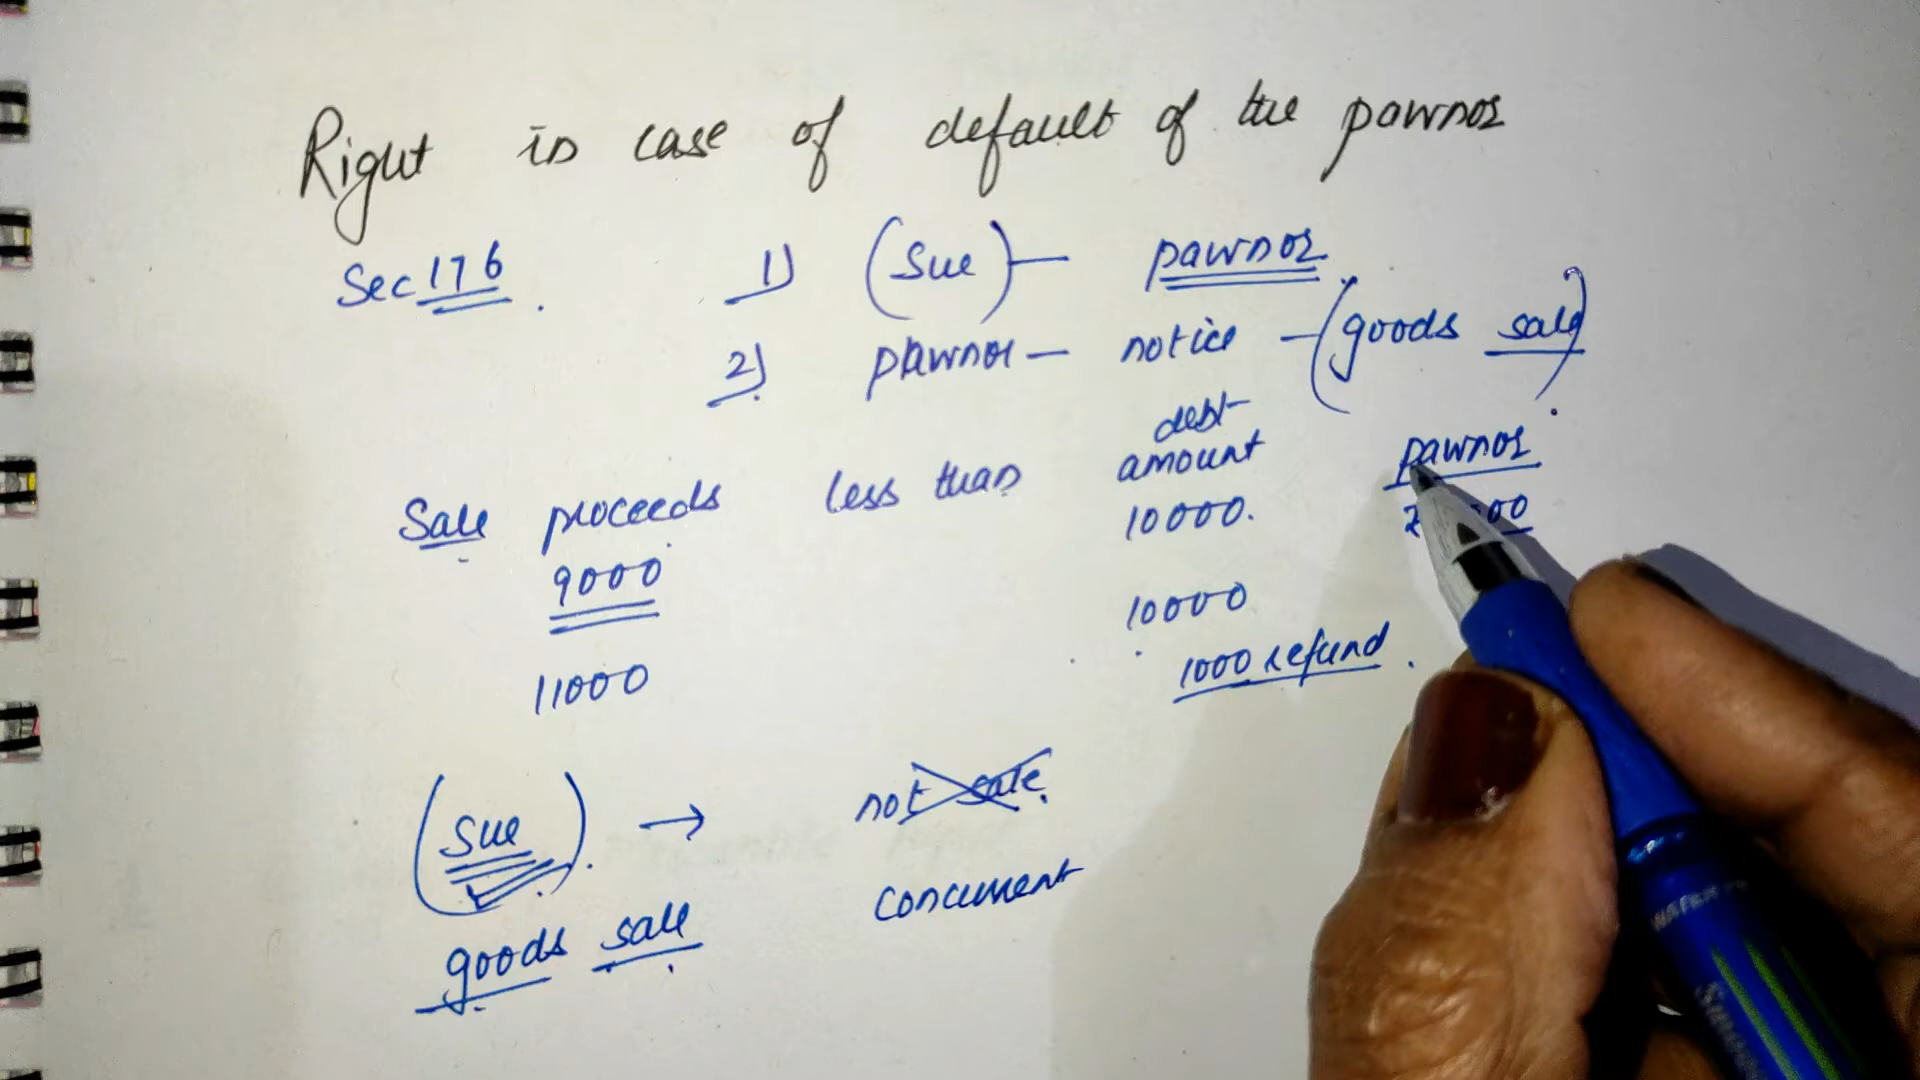 Right in case of default of the pawnor
Sec 176. 1) (Sue) — pawnor.
2) pawnor — notice — (goods sale)
debt
Sale proceeds less than amount pawnor
9000 10000.
11000 10000
1000 refund.
(sue) → not sale.
goods sale concurrent